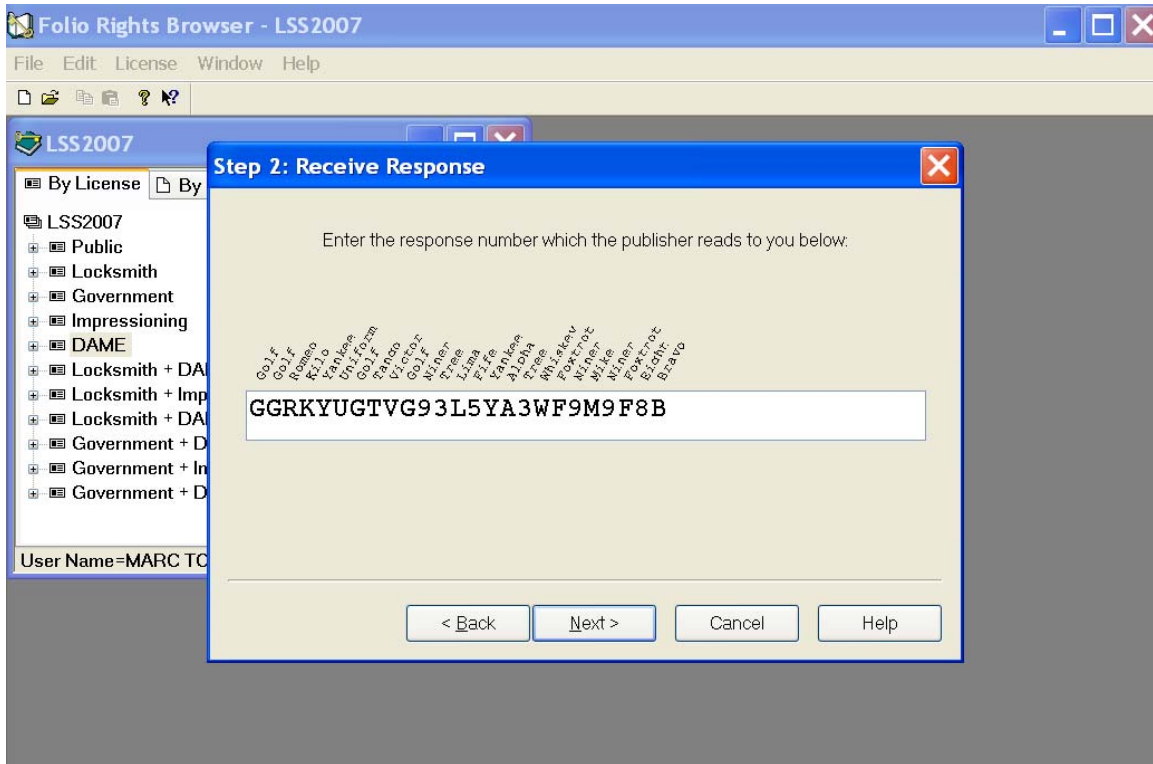 Folio Rights Browser - LSS2007
File Edit License Window Help
LSS2007
By License By
LSS2007
Public
Locksmith
Government
Impressioning
DAME
Locksmith + DA
Locksmith + Imp
Locksmith + DA
Government + D
Government + In
Government + D
User Name=MARC TC
Step 2: Receive Response
Enter the response number which the publisher reads to you below:
Golf Golf Romeo Kilo Yankee Uniform Golf Tango Victor Golf Niner Tree Lima Fife Yankee Alpha Tree Whiskey Foxtrot Niner Mike Niner Foxtrot Eight Bravo
GGRKYUGTVG93L5YA3WF9M9F8B
< Back Next > Cancel Help